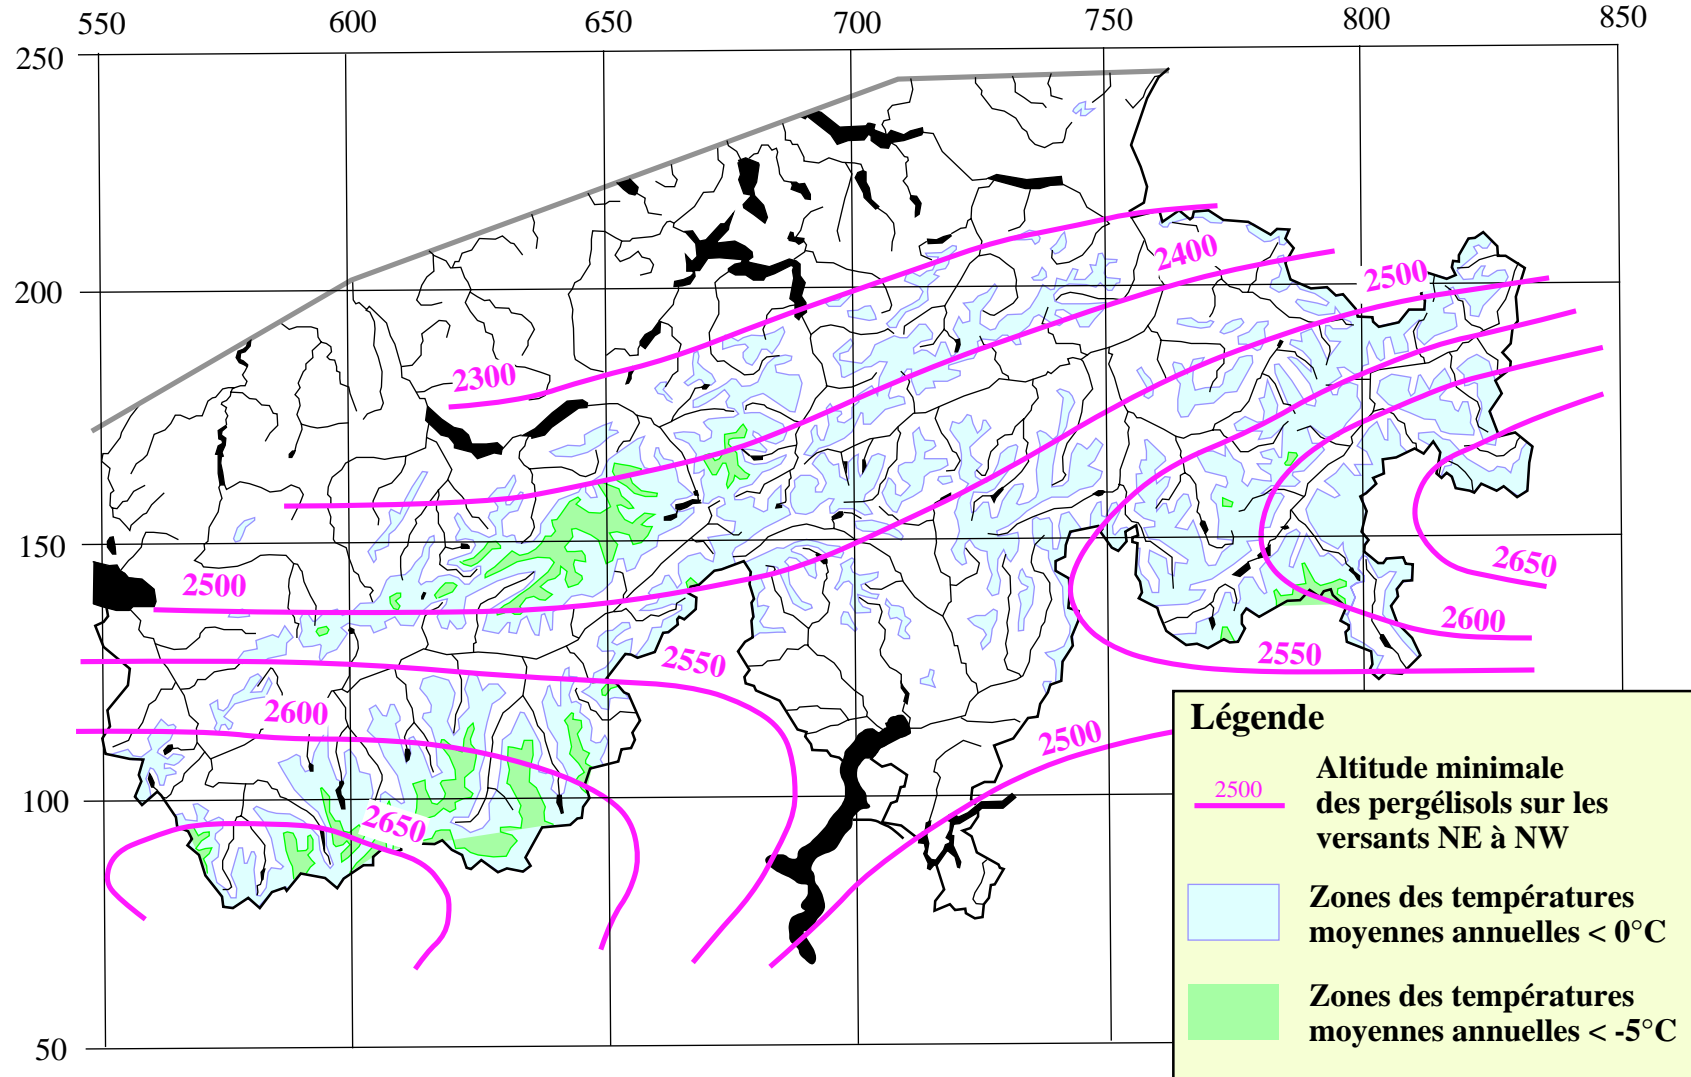 550 600 650 700 750 800 850
250
200
150
100
50
2300
2400
2500
2500
2550
2600
2650
2650
2600
2550
2500
Légende
2500
Altitude minimale
des pergélisols sur les
versants NE à NW
Zones des températures
moyennes annuelles < 0°C
Zones des températures
moyennes annuelles < -5°C